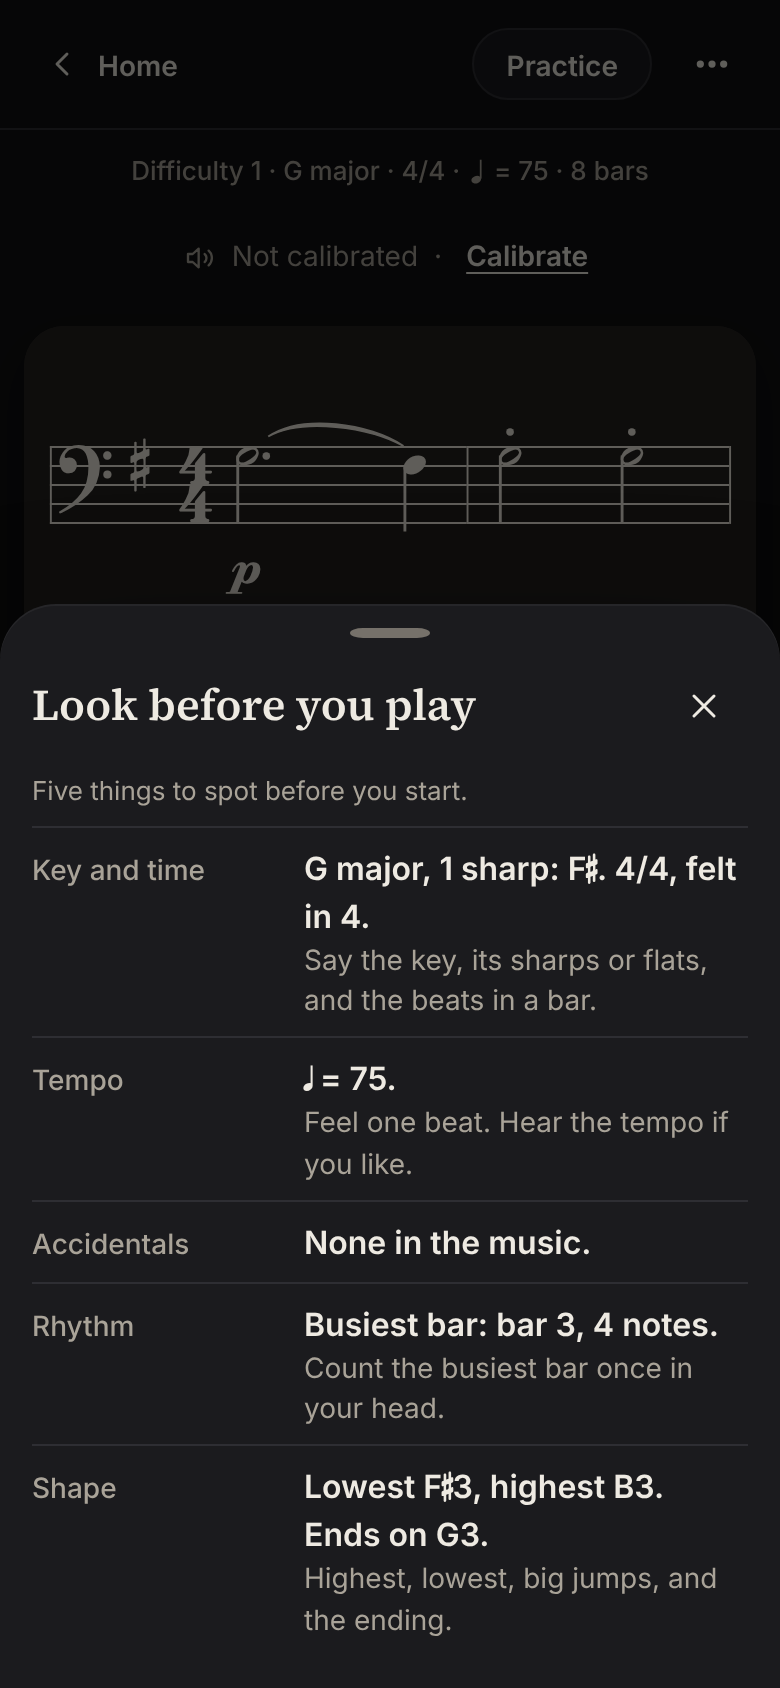 Home
Practice
Difficulty 1 · G major · 4/4 · ♩ = 75 · 8 bars
Not calibrated · Calibrate
4
4
p
Look before you play
Five things to spot before you start.
Key and time
G major, 1 sharp: F♯. 4/4, felt
in 4.
Say the key, its sharps or flats,
and the beats in a bar.
Tempo
♩ = 75.
Feel one beat. Hear the tempo if
you like.
Accidentals
None in the music.
Rhythm
Busiest bar: bar 3, 4 notes.
Count the busiest bar once in
your head.
Shape
Lowest F♯3, highest B3.
Ends on G3.
Highest, lowest, big jumps, and
the ending.